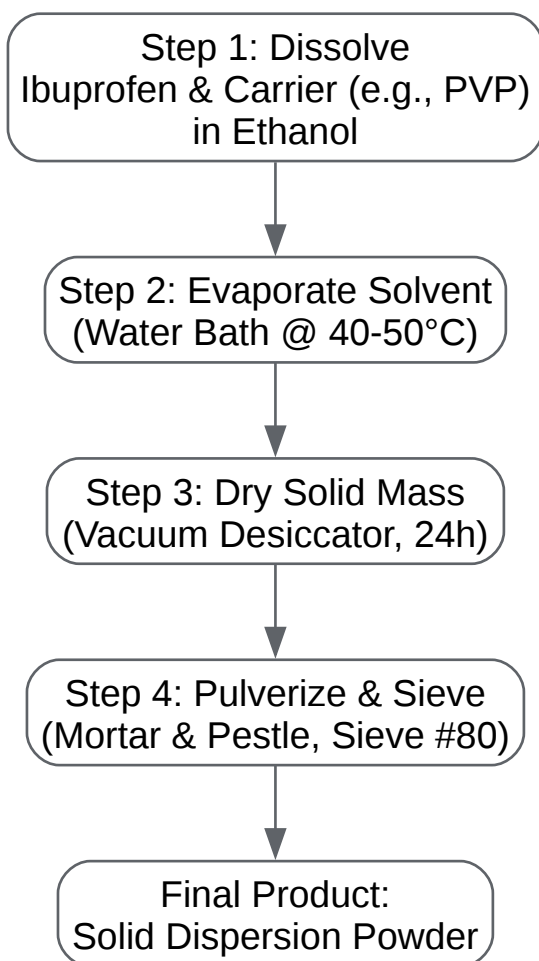 Step 1: Dissolve
Ibuprofen & Carrier (e.g., PVP)
in Ethanol
Step 2: Evaporate Solvent
(Water Bath @ 40-50°C)
Step 3: Dry Solid Mass
(Vacuum Desiccator, 24h)
Step 4: Pulverize & Sieve
(Mortar & Pestle, Sieve #80)
Final Product:
Solid Dispersion Powder